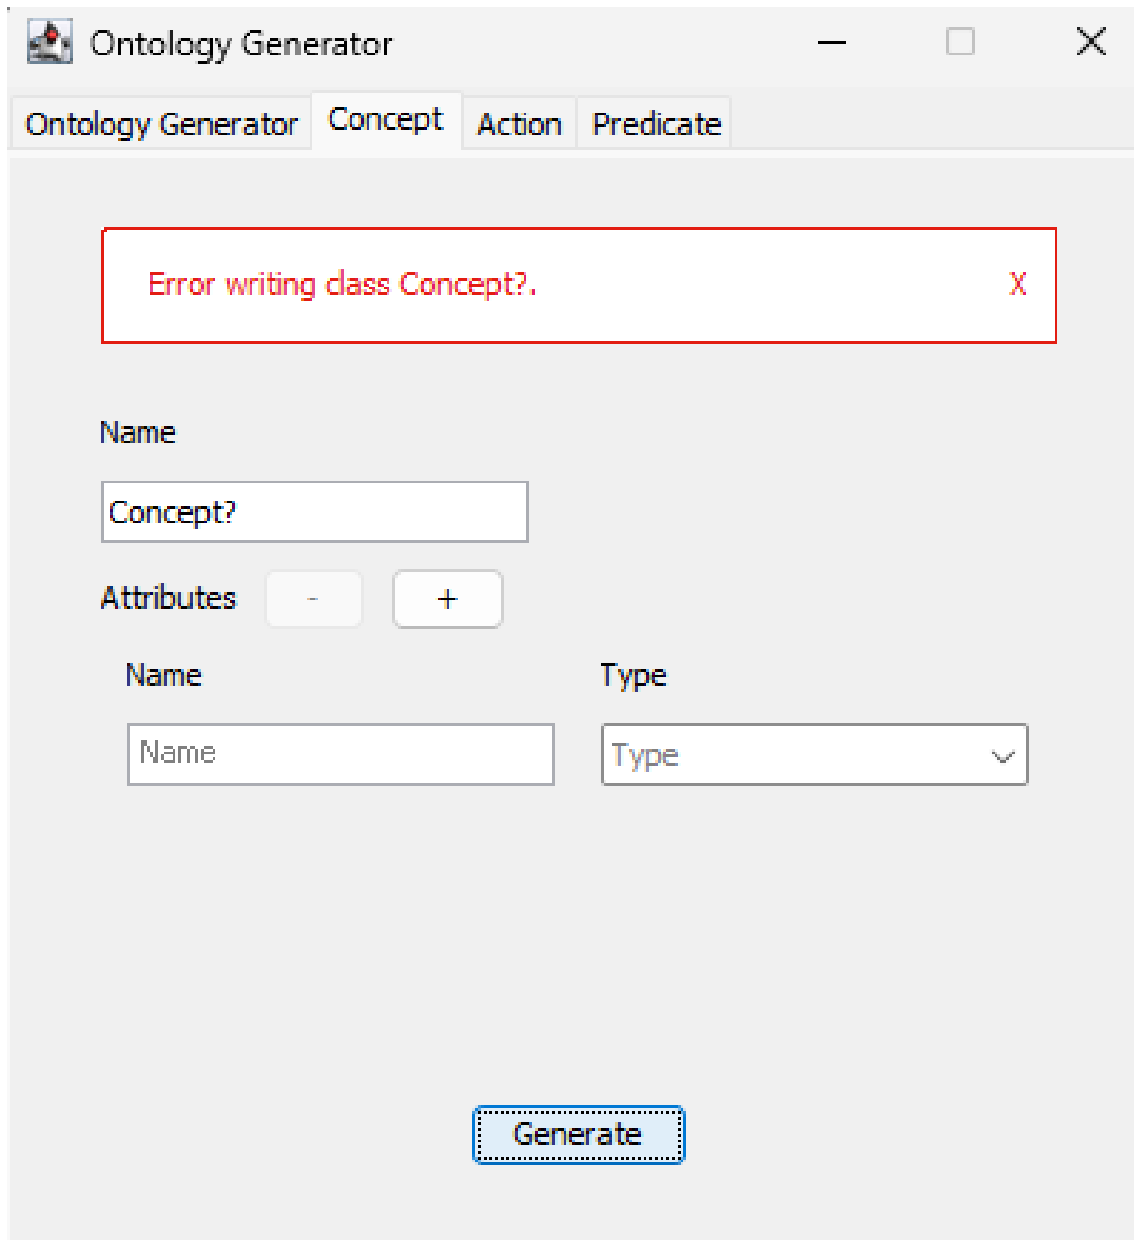 Ontology Generator
Ontology Generator Concept Action Predicate
Error writing class Concept?. X
Name
Concept?
Attributes - +
Name Type
Name Type
Generate